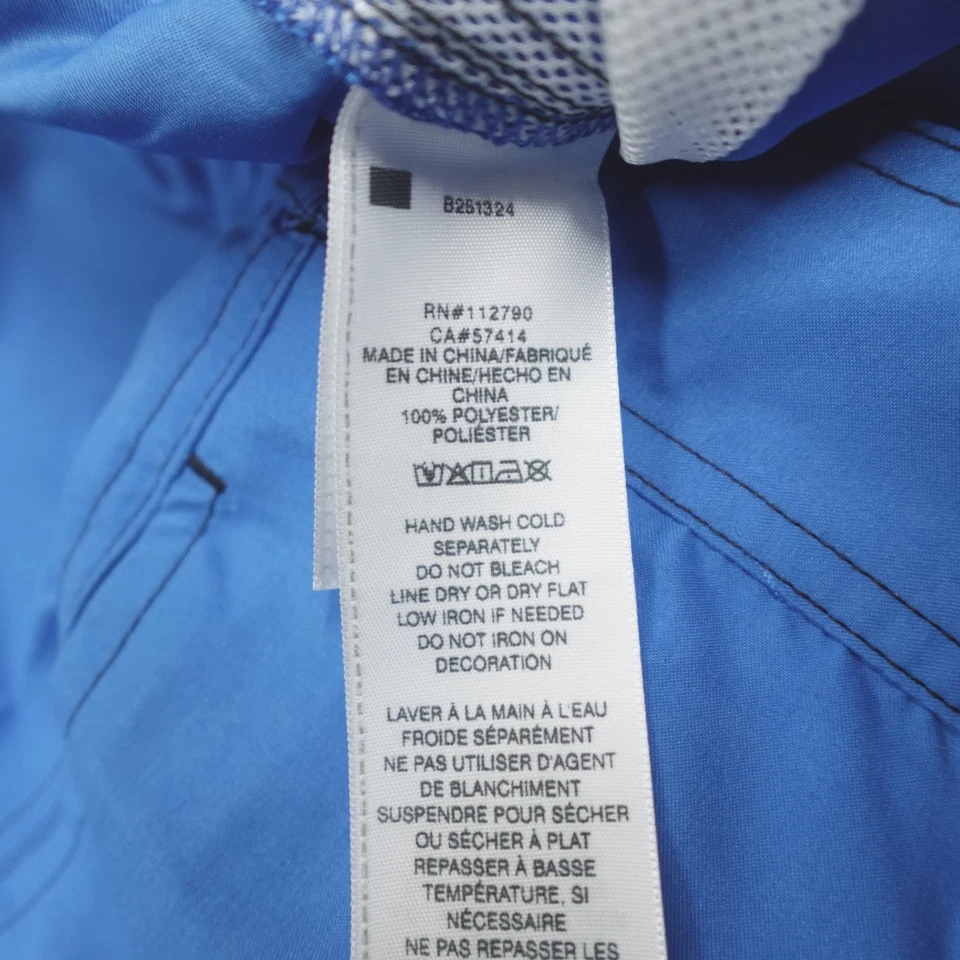 B251324
RN#112790
CA#57414
MADE IN CHINA/FABRIQUÉ
EN CHINE/HECHO EN
CHINA
100% POLYESTER/
POLIÉSTER
HAND WASH COLD
SEPARATELY
DO NOT BLEACH
LINE DRY OR DRY FLAT
LOW IRON IF NEEDED
DO NOT IRON ON
DECORATION
LAVER À LA MAIN À L'EAU
FROIDE SÉPARÉMENT
NE PAS UTILISER D'AGENT
DE BLANCHIMENT
SUSPENDRE POUR SÉCHER
OU SÉCHER À PLAT
REPASSER À BASSE
TEMPÉRATURE, SI
NÉCESSAIRE
NE PAS REPASSER LES